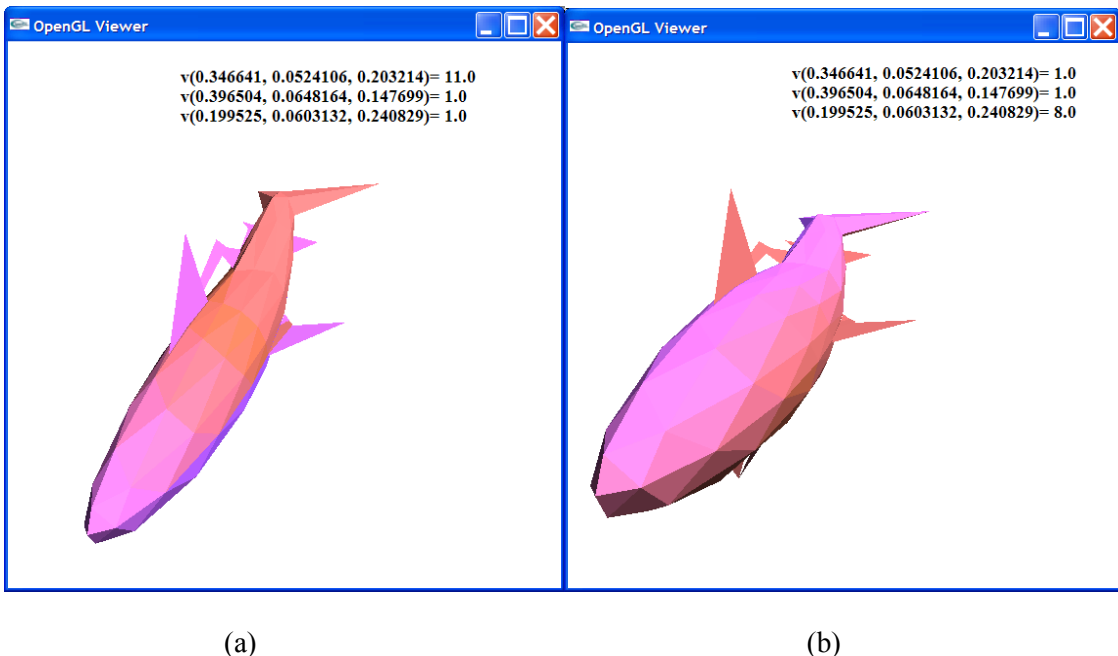 OpenGL Viewer
v(0.346641, 0.0524106, 0.203214)= 11.0
v(0.396504, 0.0648164, 0.147699)= 1.0
v(0.199525, 0.0603132, 0.240829)= 1.0
OpenGL Viewer
v(0.346641, 0.0524106, 0.203214)= 1.0
v(0.396504, 0.0648164, 0.147699)= 1.0
v(0.199525, 0.0603132, 0.240829)= 8.0
(a)
(b)